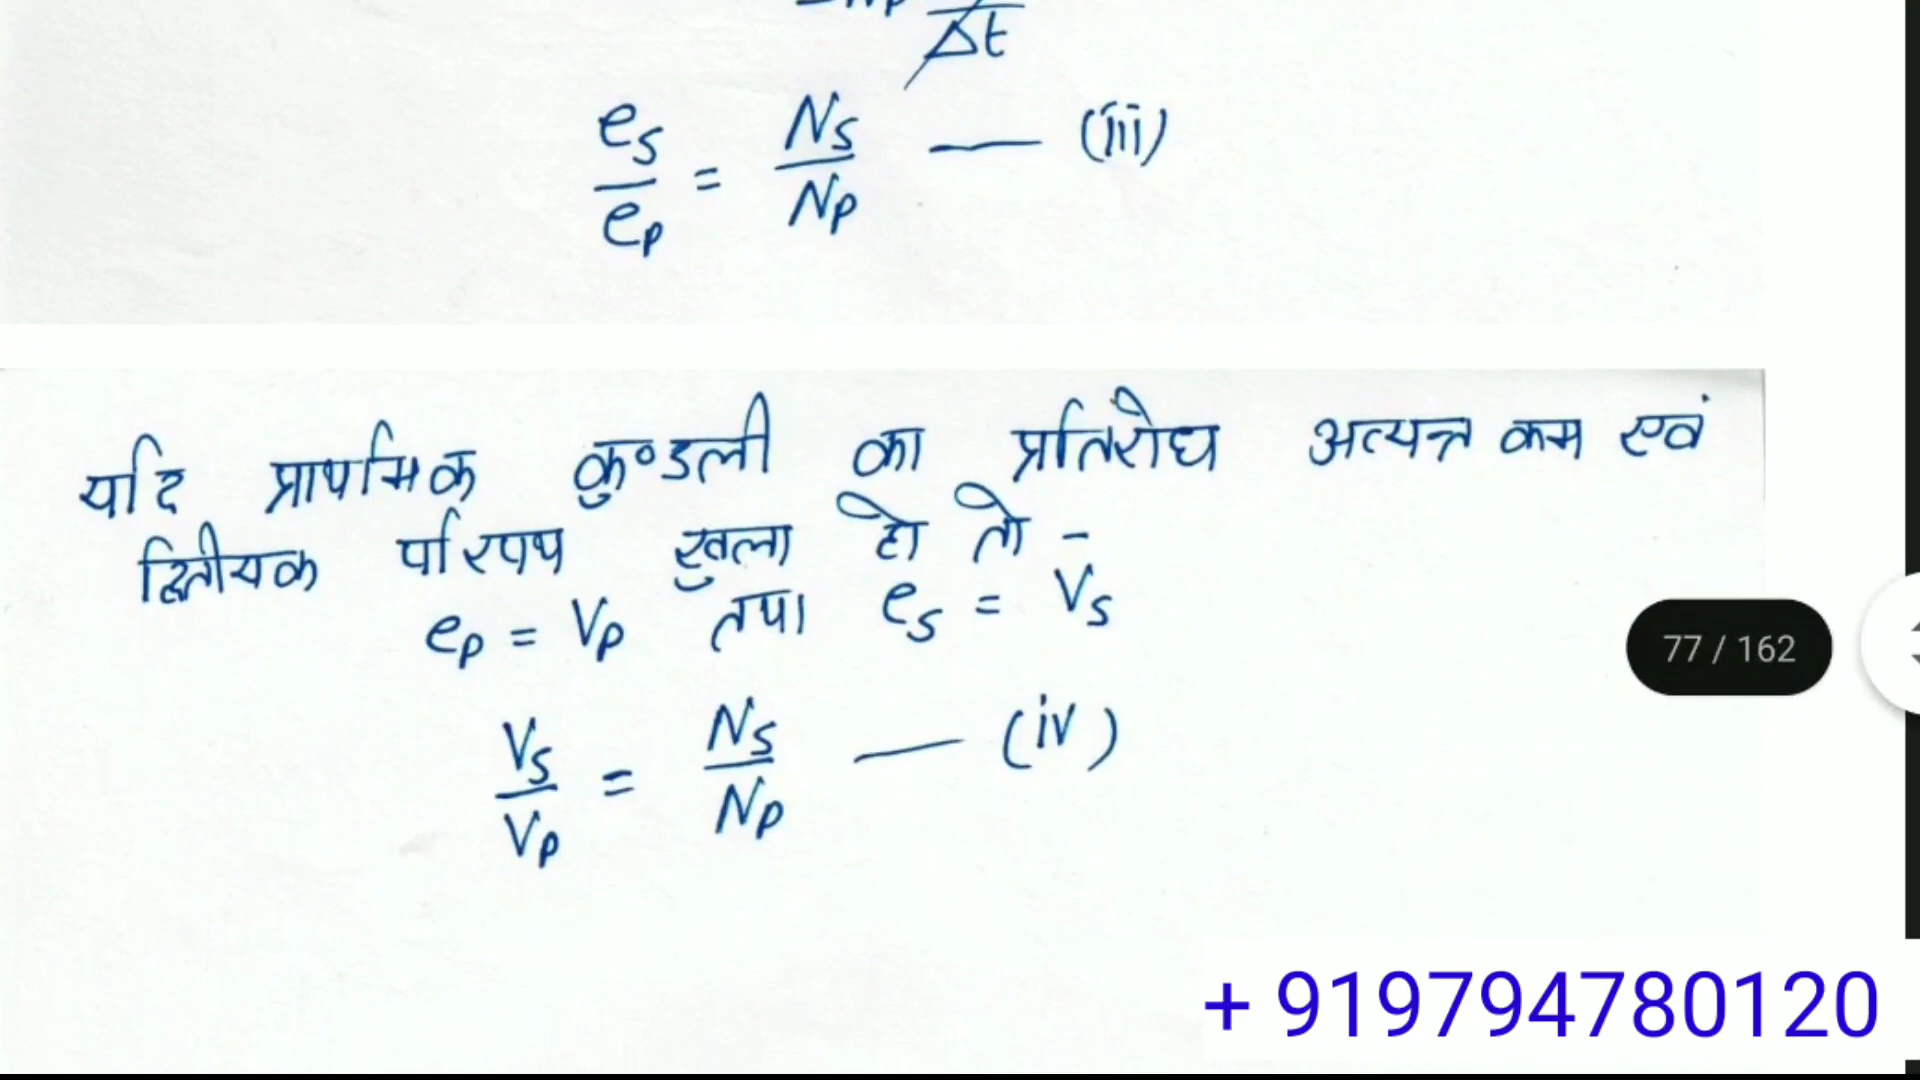 Δt
es/ep = Ns/Np — (iii)
यदि प्राथमिक कुण्डली का प्रतिरोध अत्यन्त कम एवं
द्वितीयक परिपथ खुला हो तो -
ep = Vp तथा es = Vs
77 / 162
Vs/Vp = Ns/Np — (iv)
+ 919794780120